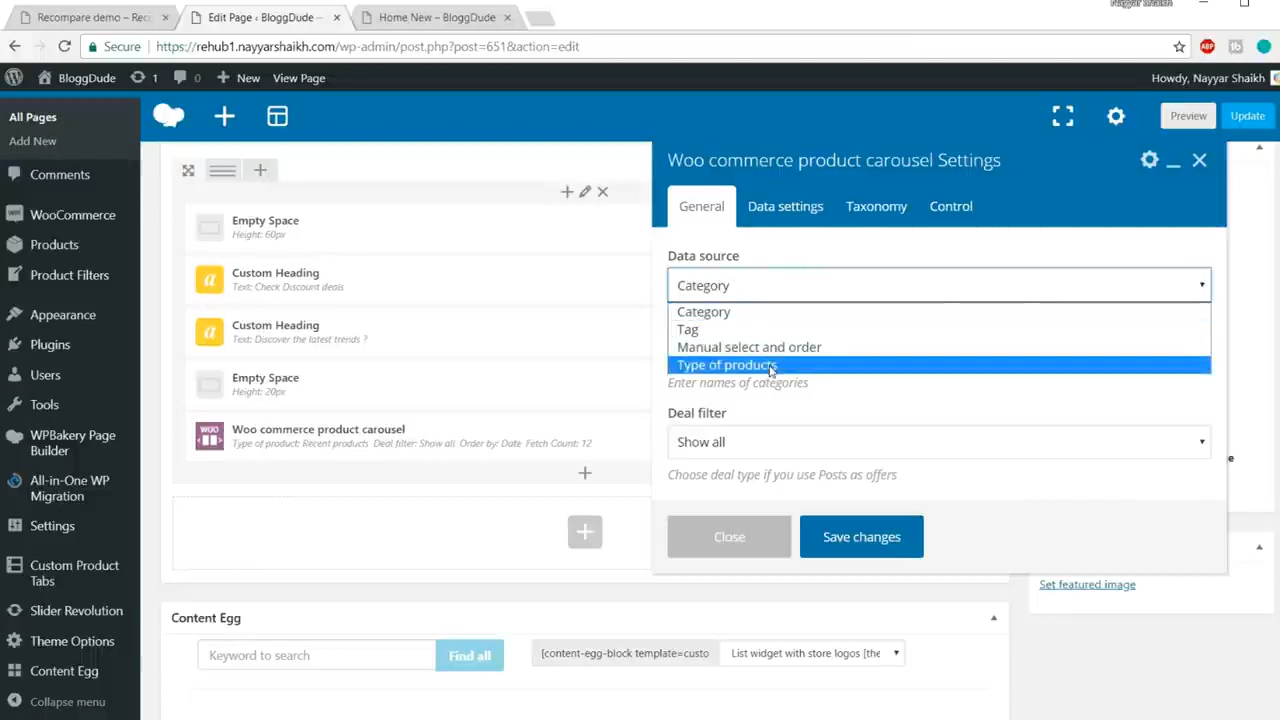 Nayyar Shaikh
Recompare demo – Rec
Edit Page ‹ BloggDude —
Home New – BloggDude
Secure
https://rehub1.nayyarshaikh.com/wp-admin/post.php?post=651&action=edit
ABP
BloggDude
1
0
New
View Page
Howdy, Nayyar Shaikh
All Pages
Add New
Comments
WooCommerce
Products
Product Filters
Appearance
Plugins
Users
Tools
WPBakery Page
Builder
All-in-One WP
Migration
Settings
Custom Product
Tabs
Slider Revolution
Theme Options
Content Egg
Collapse menu
Preview
Update
Empty Space
Height: 60px
Custom Heading
Text: Check Discount deals
Custom Heading
Text: Discover the latest trends ?
Empty Space
Height: 20px
WOO
Woo commerce product carousel
Type of product: Recent products Deal filter: Show all Order by: Date Fetch Count: 12
Woo commerce product carousel Settings
General
Data settings
Taxonomy
Control
Data source
Category
Category
Tag
Manual select and order
Type of products
Enter names of categories
Deal filter
Show all
Choose deal type if you use Posts as offers
Close
Save changes
e
Set featured image
Content Egg
Keyword to search
Find all
[content-egg-block template=custo
List widget with store logos [the